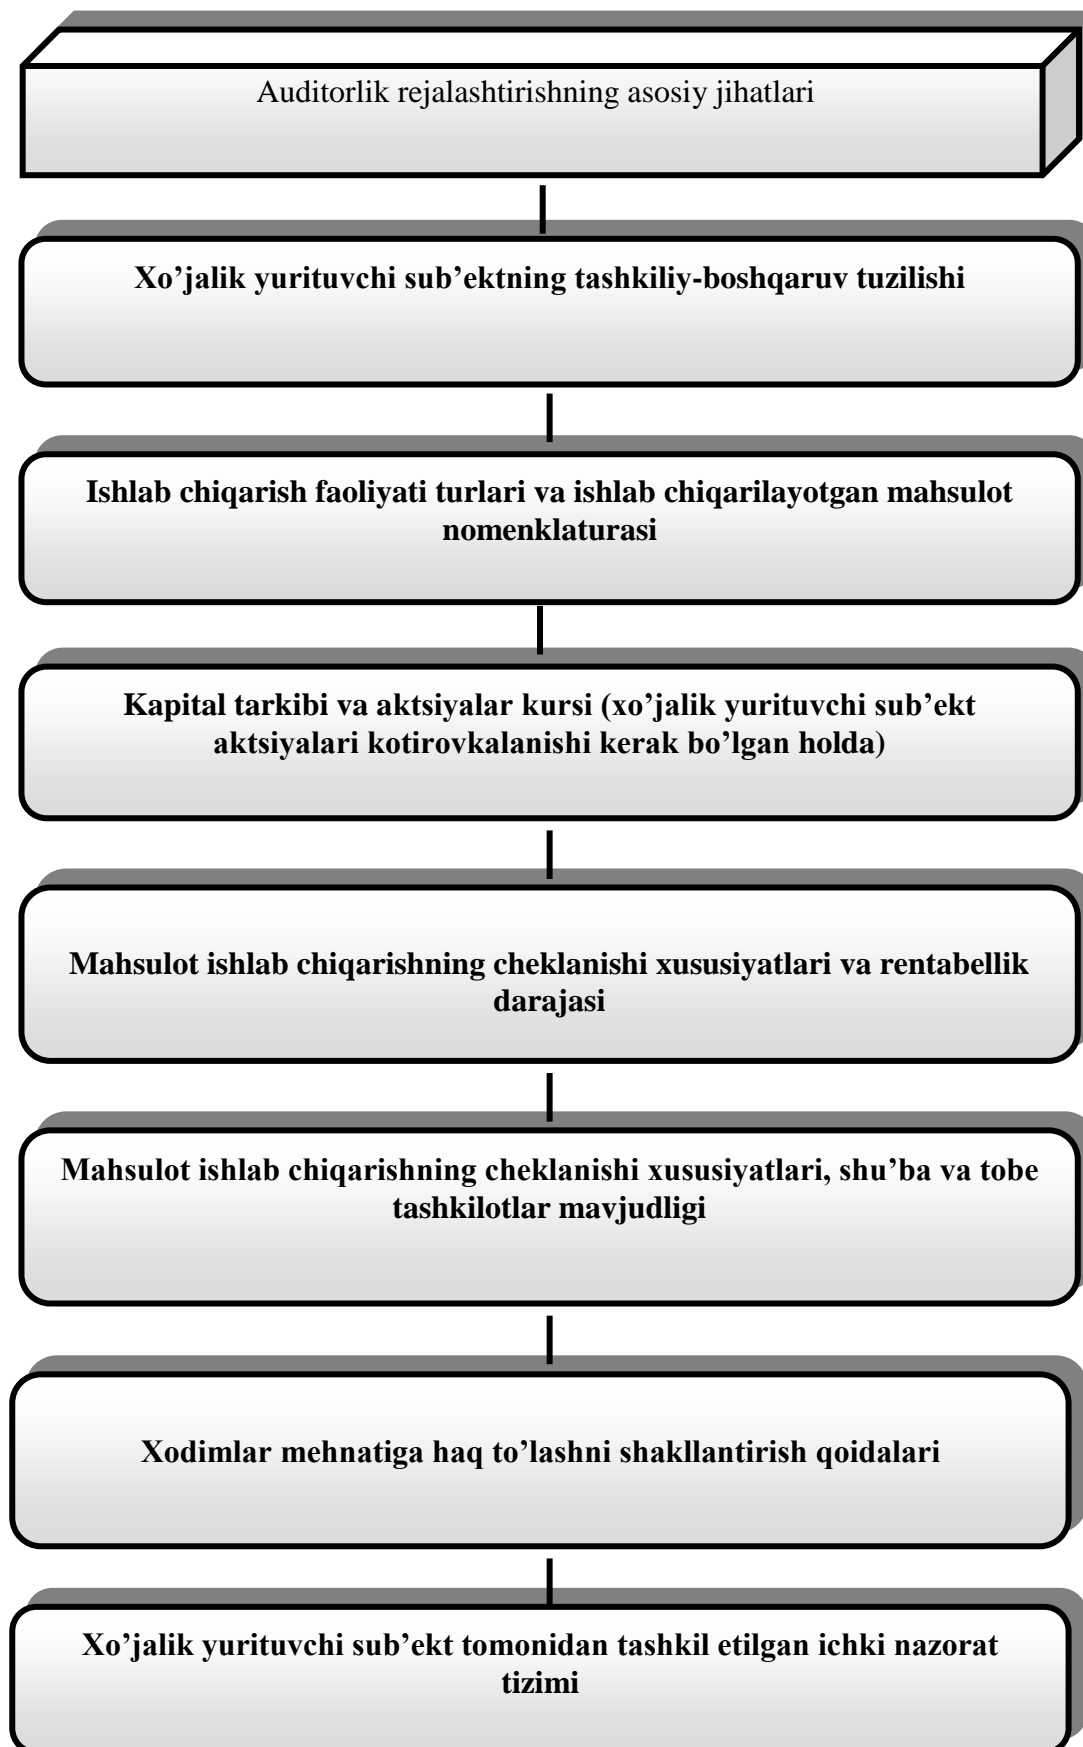 Auditorlik rejalashtirishning asosiy jihatlari
Xo’jalik yurituvchi sub’ektning tashkiliy-boshqaruv tuzilishi
Ishlab chiqarish faoliyati turlari va ishlab chiqarilayotgan mahsulot
nomenklaturasi
Kapital tarkibi va aktsiyalar kursi (xo’jalik yurituvchi sub’ekt
aktsiyalari kotirovkalanishi kerak bo’lgan holda)
Mahsulot ishlab chiqarishning cheklanishi xususiyatlari va rentabellik
darajasi
Mahsulot ishlab chiqarishning cheklanishi xususiyatlari, shu’ba va tobe
tashkilotlar mavjudligi
Xodimlar mehnatiga haq to’lashni shakllantirish qoidalari
Xo’jalik yurituvchi sub’ekt tomonidan tashkil etilgan ichki nazorat
tizimi